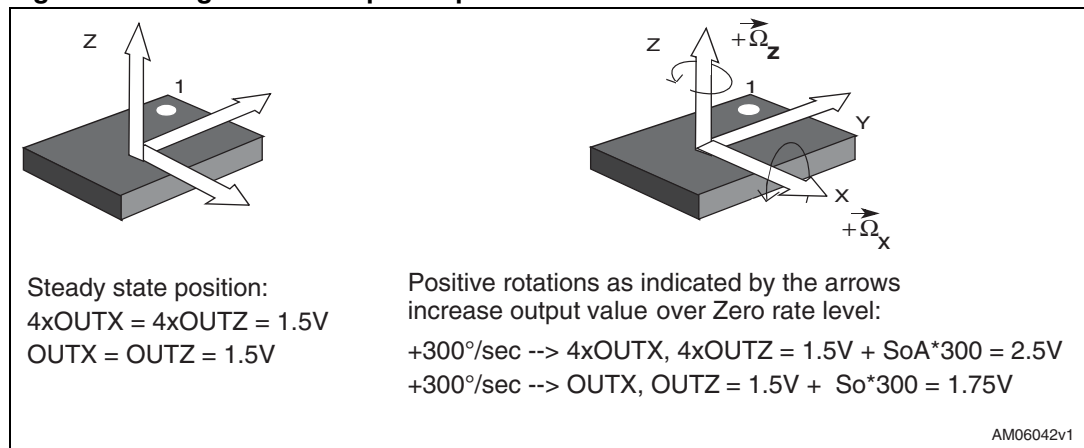 Z
1
Z
+Ω
Z
1
Y
X
+Ω
X
Steady state position:
4xOUTX = 4xOUTZ = 1.5V
OUTX = OUTZ = 1.5V
Positive rotations as indicated by the arrows
increase output value over Zero rate level:
+300°/sec --> 4xOUTX, 4xOUTZ = 1.5V + SoA*300 = 2.5V
+300°/sec --> OUTX, OUTZ = 1.5V + So*300 = 1.75V
AM06042v1